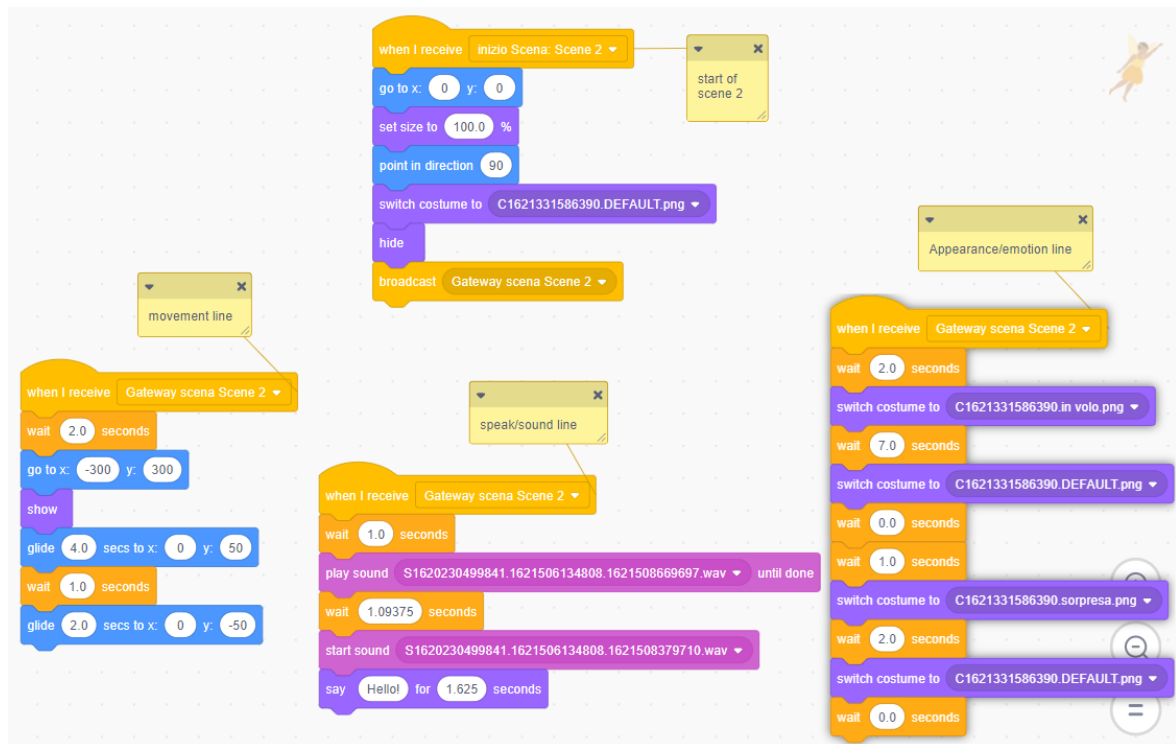 when I receive inizio Scena: Scene 2
go to x: 0 y: 0
set size to 100.0 %
point in direction 90
switch costume to C1621331586390.DEFAULT.png
hide
broadcast Gateway scena Scene 2
start of
scene 2
movement line
when I receive Gateway scena Scene 2
wait 2.0 seconds
go to x: -300 y: 300
show
glide 4.0 secs to x: 0 y: 50
wait 1.0 seconds
glide 2.0 secs to x: 0 y: -50
speak/sound line
when I receive Gateway scena Scene 2
wait 1.0 seconds
play sound S1620230499841.1621506134808.1621508669697.wav until done
wait 1.09375 seconds
start sound S1620230499841.1621506134808.1621508379710.wav
say Hello! for 1.625 seconds
Appearance/emotion line
when I receive Gateway scena Scene 2
wait 2.0 seconds
switch costume to C1621331586390.in volo.png
wait 7.0 seconds
switch costume to C1621331586390.DEFAULT.png
wait 0.0 seconds
wait 1.0 seconds
switch costume to C1621331586390.sorpresa.png
wait 2.0 seconds
switch costume to C1621331586390.DEFAULT.png
wait 0.0 seconds